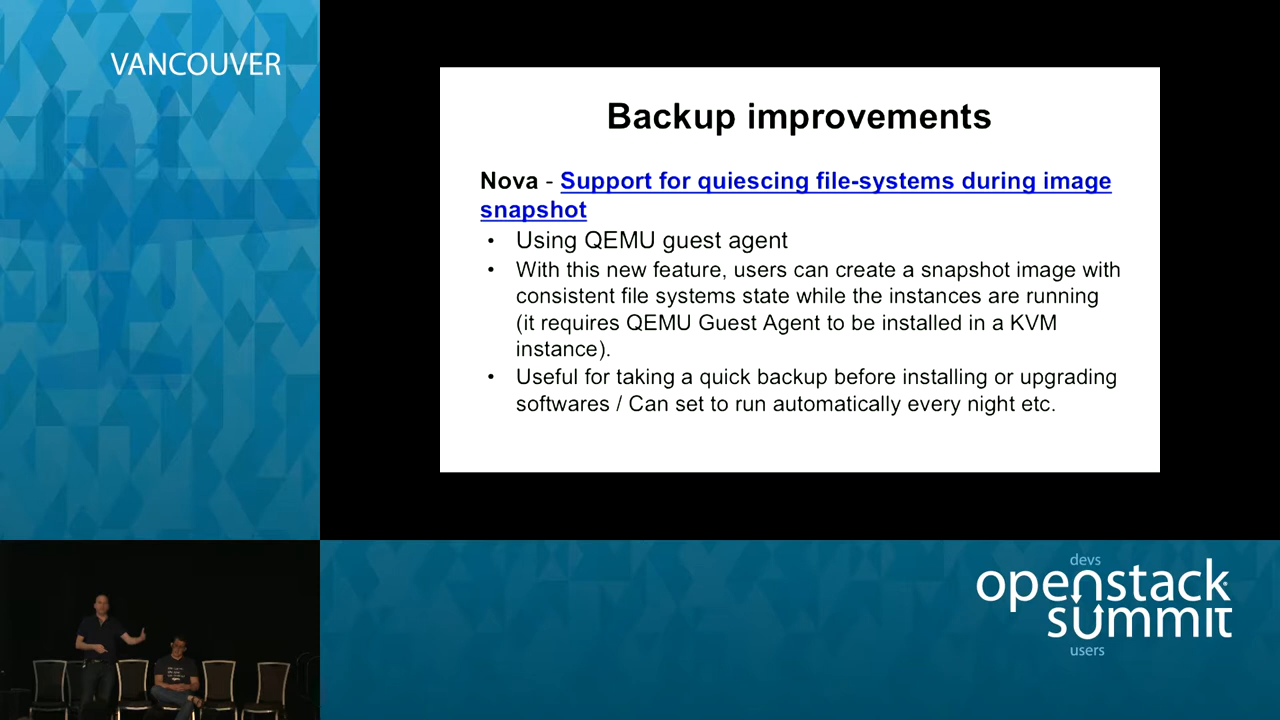 VANCOUVER
Backup improvements
Nova - Support for quiescing file-systems during image
snapshot
• Using QEMU guest agent
• With this new feature, users can create a snapshot image with
consistent file systems state while the instances are running
(it requires QEMU Guest Agent to be installed in a KVM
instance).
• Useful for taking a quick backup before installing or upgrading
softwares / Can set to run automatically every night etc.
devs
openstack
summit
users